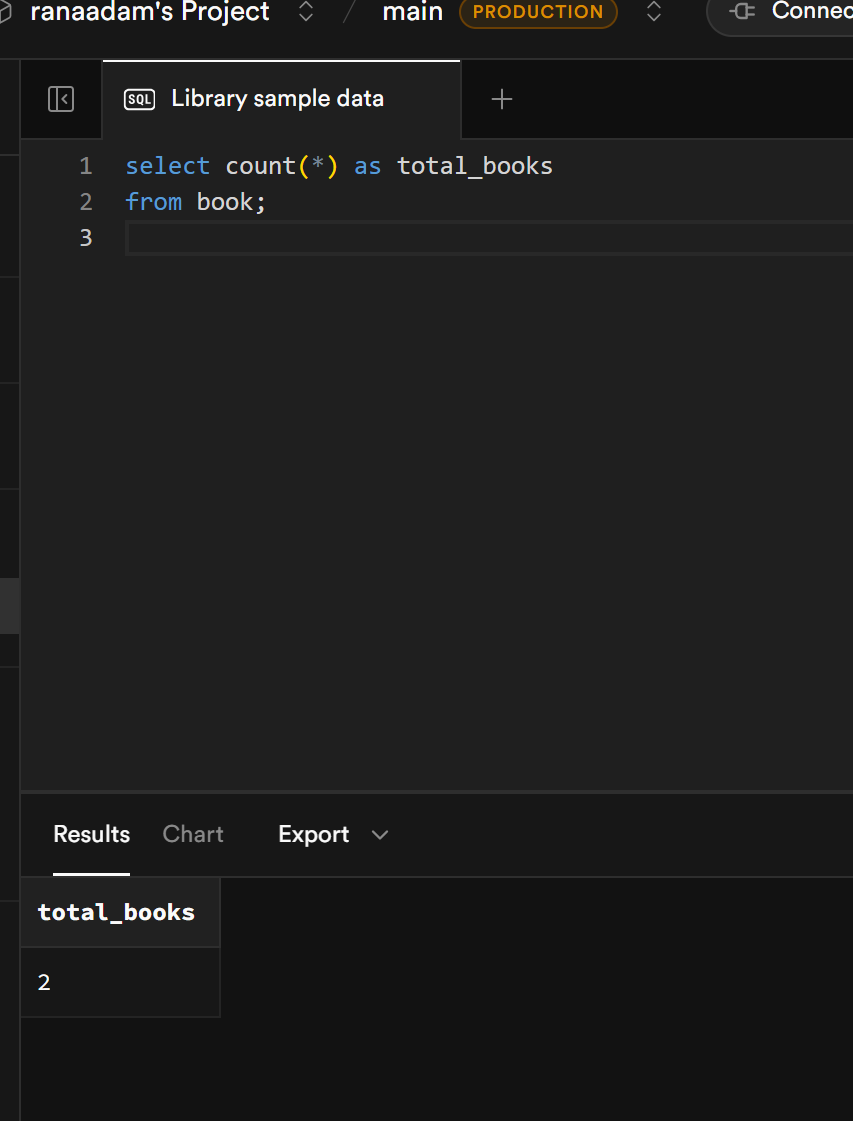 ranaadam's Project / main PRODUCTION Connec
SQL Library sample data +
1 select count(*) as total_books
2 from book;
3
Results Chart Export
total_books
2